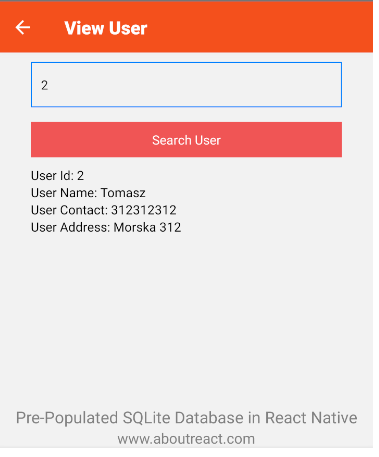 View User
2
Search User
User Id: 2
User Name: Tomasz
User Contact: 312312312
User Address: Morska 312
Pre-Populated SQLite Database in React Native
www.aboutreact.com